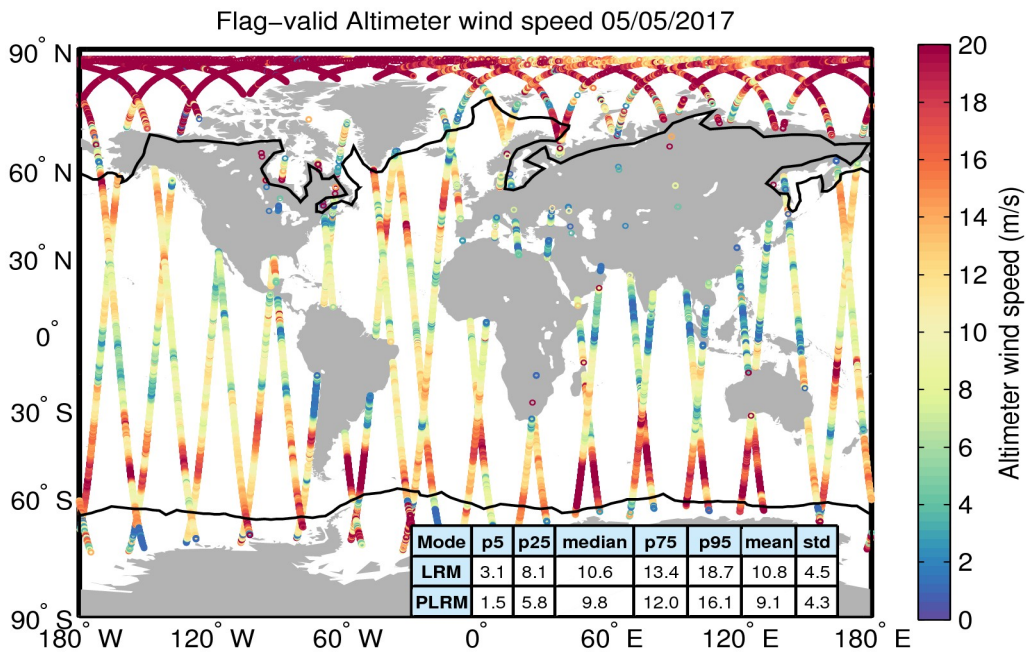 Flag−valid Altimeter wind speed 05/05/2017
90° N
60° N
30° N
0°
30° S
60° S
90° S
180° W
120° W
60° W
0°
60° E
120° E
180° E
Mode p5 p25 median p75 p95 mean std
LRM 3.1 8.1 10.6 13.4 18.7 10.8 4.5
PLRM 1.5 5.8 9.8 12.0 16.1 9.1 4.3
20
18
16
14
12
10
8
6
4
2
0
Altimeter wind speed (m/s)